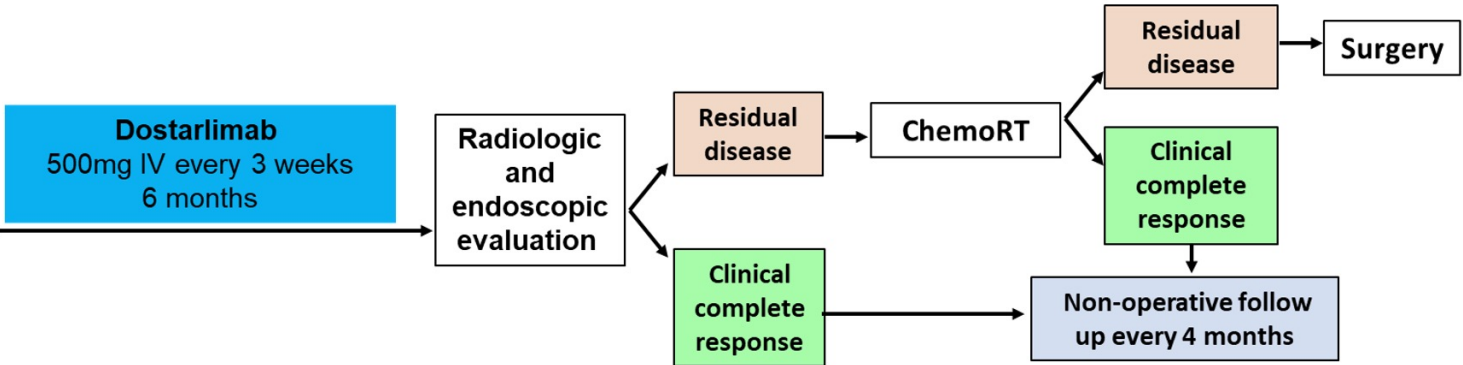 Dostarlimab
500mg IV every 3 weeks
6 months
Radiologic
and
endoscopic
evaluation
Residual
disease
ChemoRT
Residual
disease
Surgery
Clinical
complete
response
Clinical
complete
response
Non-operative follow
up every 4 months